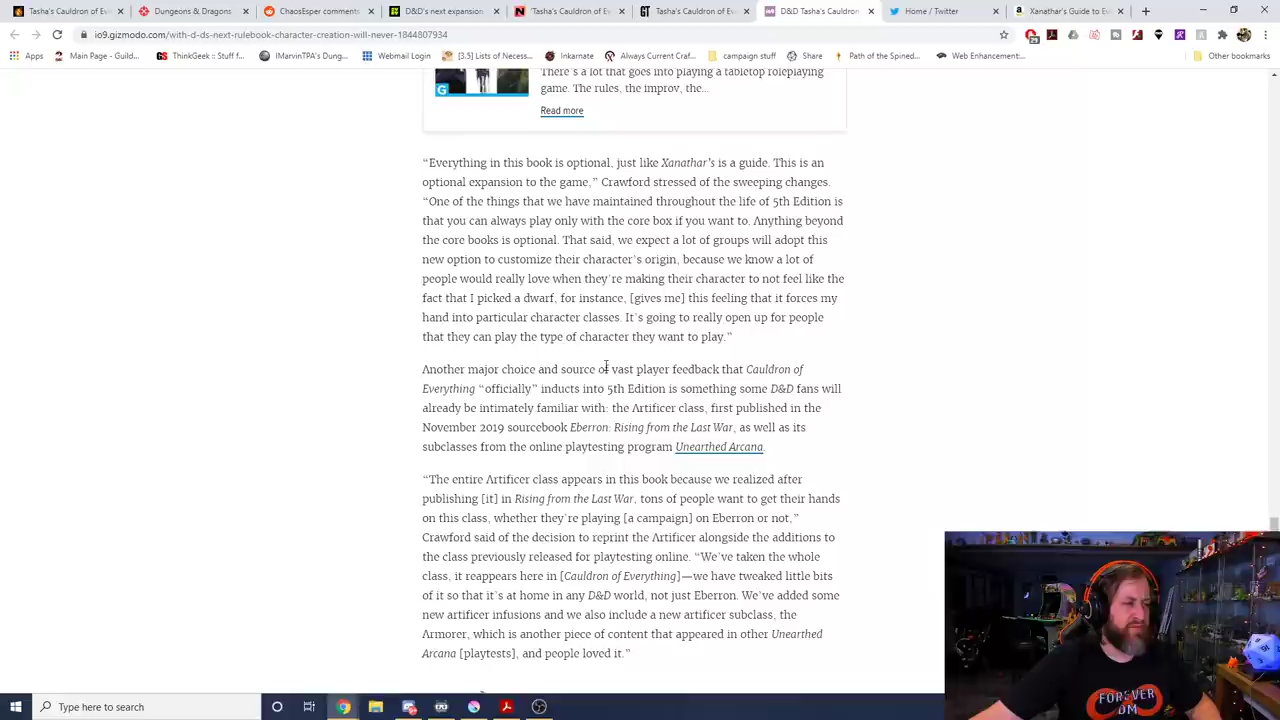 Tasha's Cauldron of Ev
Dungeons & Dragons
ChaosEsper comments
D&D's next expansion
'Tasha's Cauldron of Ev
Tasha's Cauldron of Ev
D&D Tasha's Cauldron
Home / Twitter
Xanathar's Guide to Ev
io9.gizmodo.com/with-d-ds-next-rulebook-character-creation-will-never-1844807934
Apps
Main Page - Guild...
ThinkGeek :: Stuff f...
IMarvinTPA's Dung...
Webmail Login
[3.5] Lists of Necess...
Inkarnate
Always Current Craf...
campaign stuff
Share
Path of the Spined...
Web Enhancement:...
Other bookmarks
There's a lot that goes into playing a tabletop roleplaying
game. The rules, the improv, the...
G
Read more
“Everything in this book is optional, just like Xanathar's is a guide. This is an
optional expansion to the game,” Crawford stressed of the sweeping changes.
“One of the things that we have maintained throughout the life of 5th Edition is
that you can always play only with the core box if you want to. Anything beyond
the core books is optional. That said, we expect a lot of groups will adopt this
new option to customize their character's origin, because we know a lot of
people would really love when they're making their character to not feel like the
fact that I picked a dwarf, for instance, [gives me] this feeling that it forces my
hand into particular character classes. It's going to really open up for people
that they can play the type of character they want to play.”
Another major choice and source of vast player feedback that Cauldron of
Everything “officially” inducts into 5th Edition is something some D&D fans will
already be intimately familiar with: the Artificer class, first published in the
November 2019 sourcebook Eberron: Rising from the Last War, as well as its
subclasses from the online playtesting program Unearthed Arcana.
“The entire Artificer class appears in this book because we realized after
publishing [it] in Rising from the Last War, tons of people want to get their hands
on this class, whether they're playing [a campaign] on Eberron or not,”
Crawford said of the decision to reprint the Artificer alongside the additions to
the class previously released for playtesting online. “We've taken the whole
class, it reappears here in [Cauldron of Everything]—we have tweaked little bits
of it so that it's at home in any D&D world, not just Eberron. We've added some
new artificer infusions and we also include a new artificer subclass, the
Armorer, which is another piece of content that appeared in other Unearthed
Arcana [playtests], and people loved it.”
FOREVER
DM
Type here to search